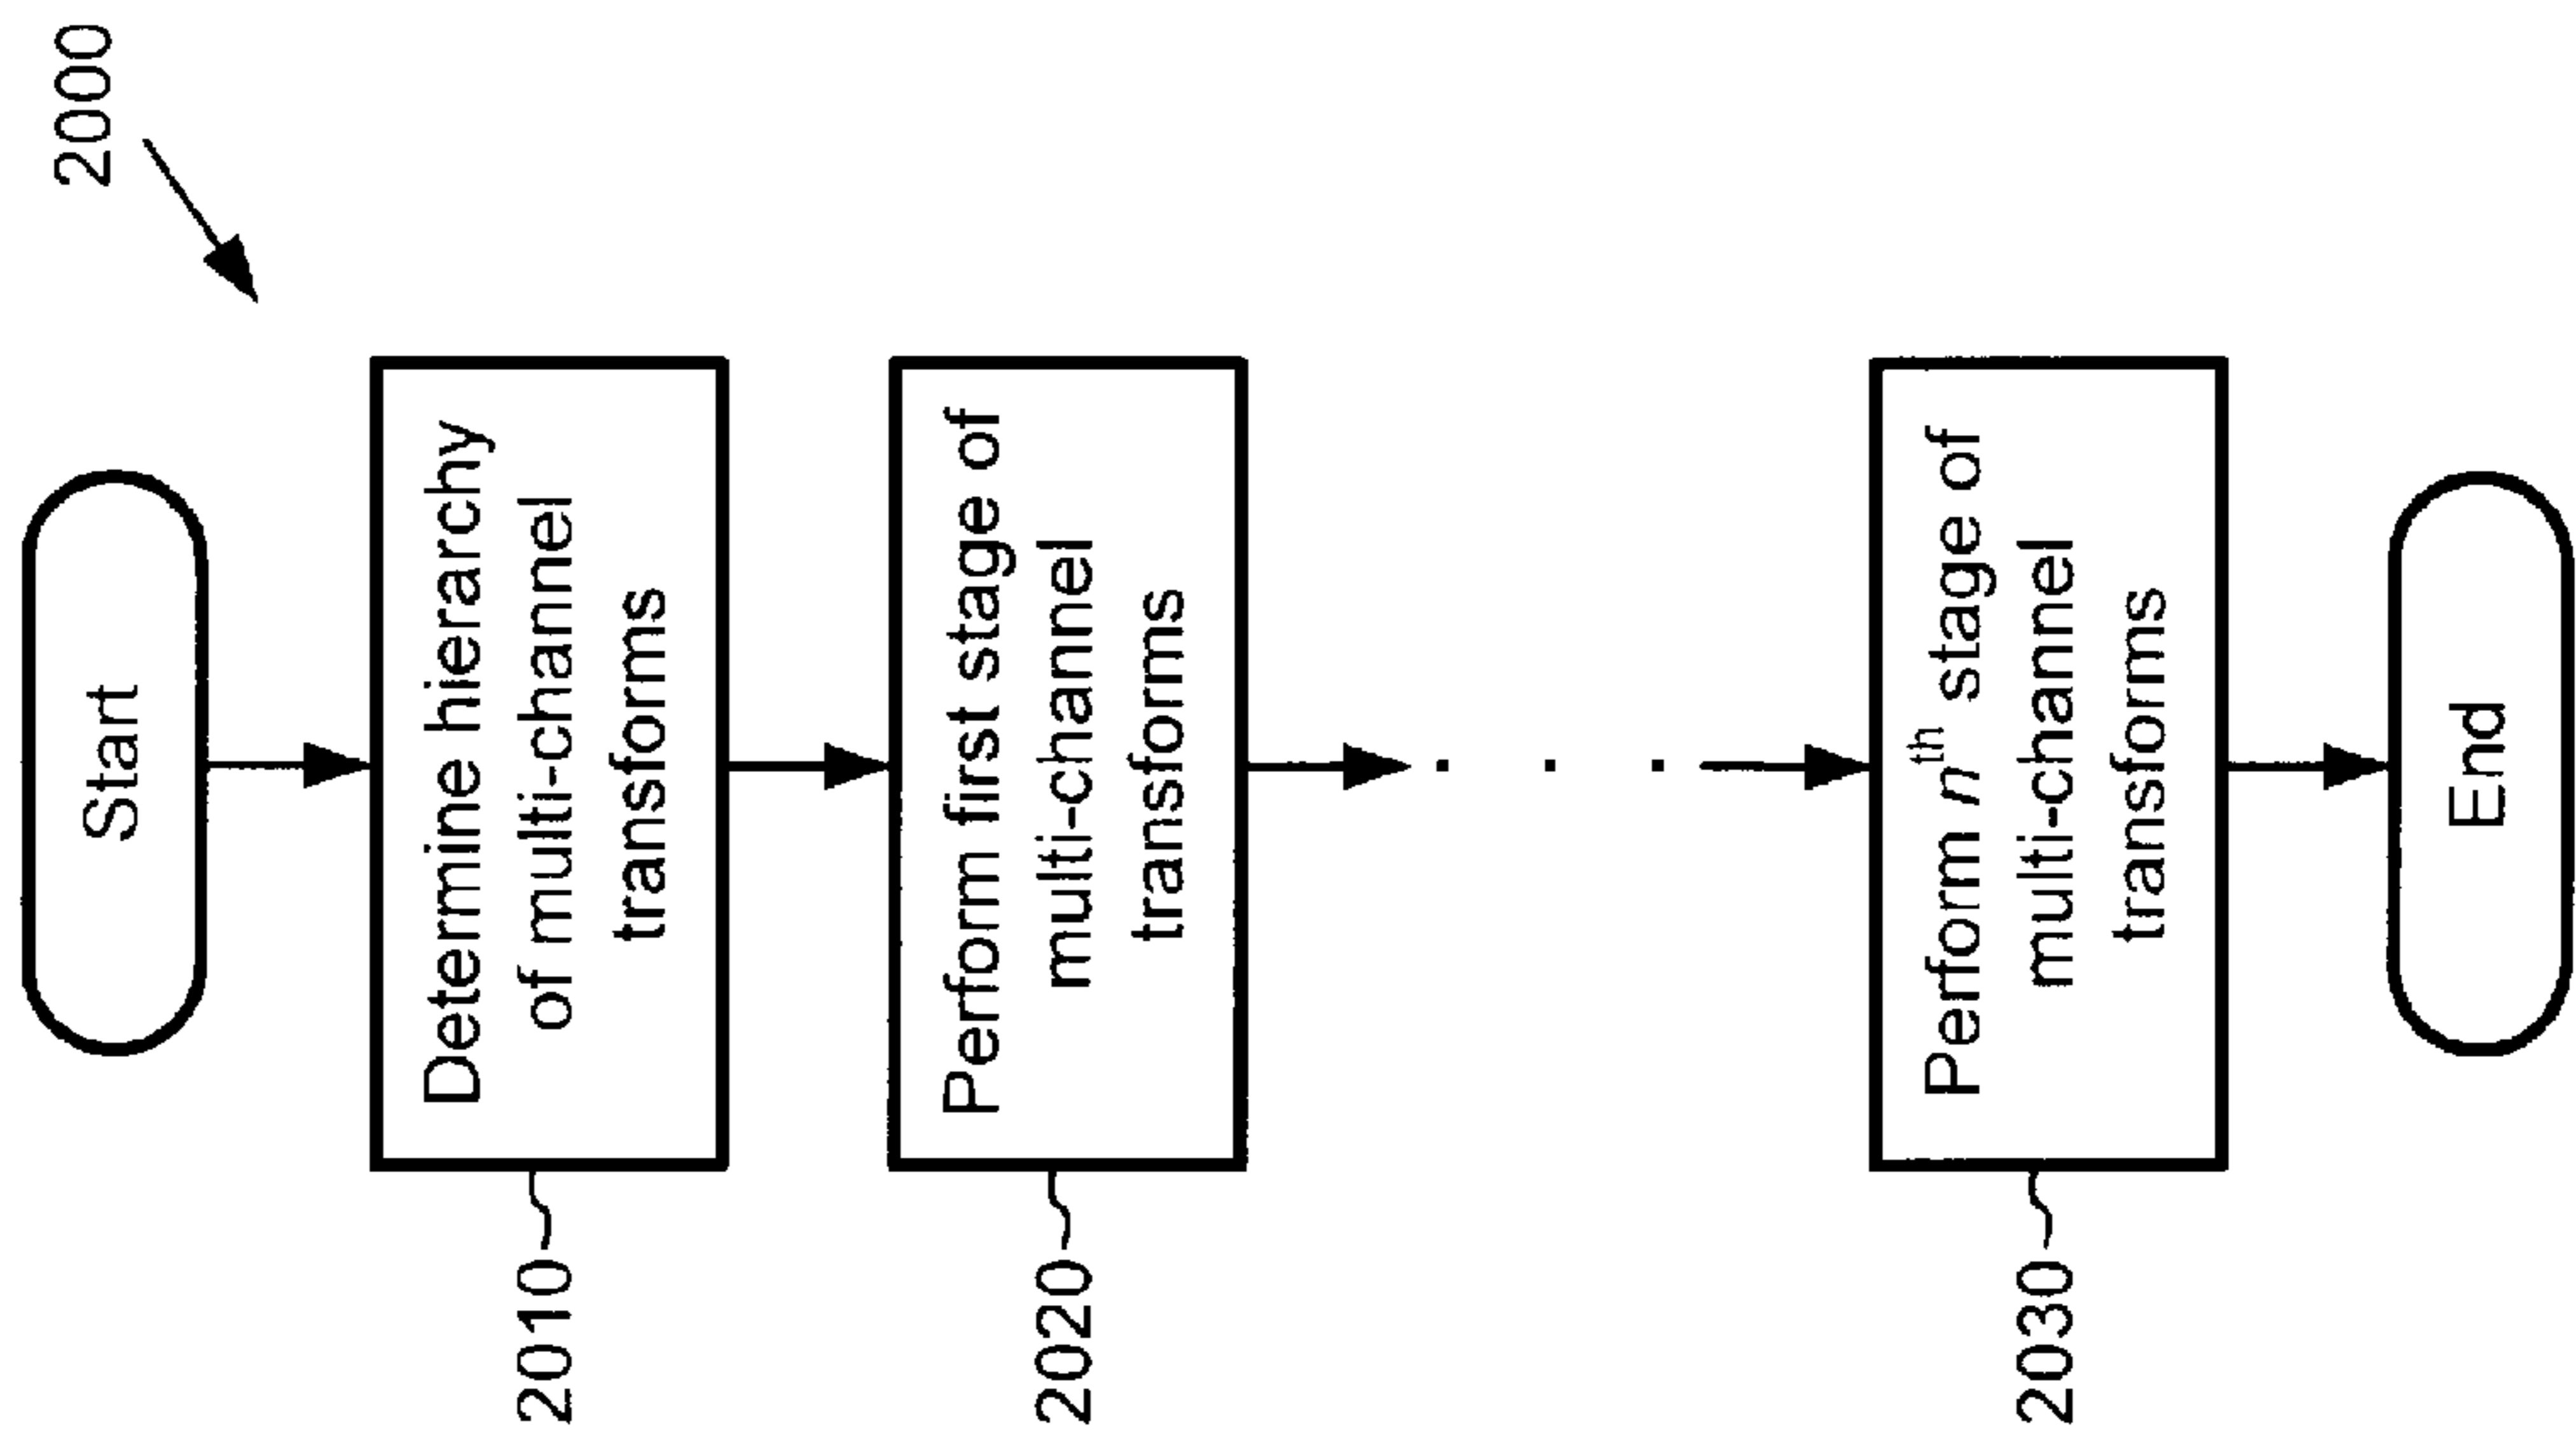 2000
Start
Determine hierarchy
of multi-channel
transforms
2010
Perform first stage of
multi-channel
transforms
2020
. . .
Perform nth stage of
multi-channel
transforms
2030
End